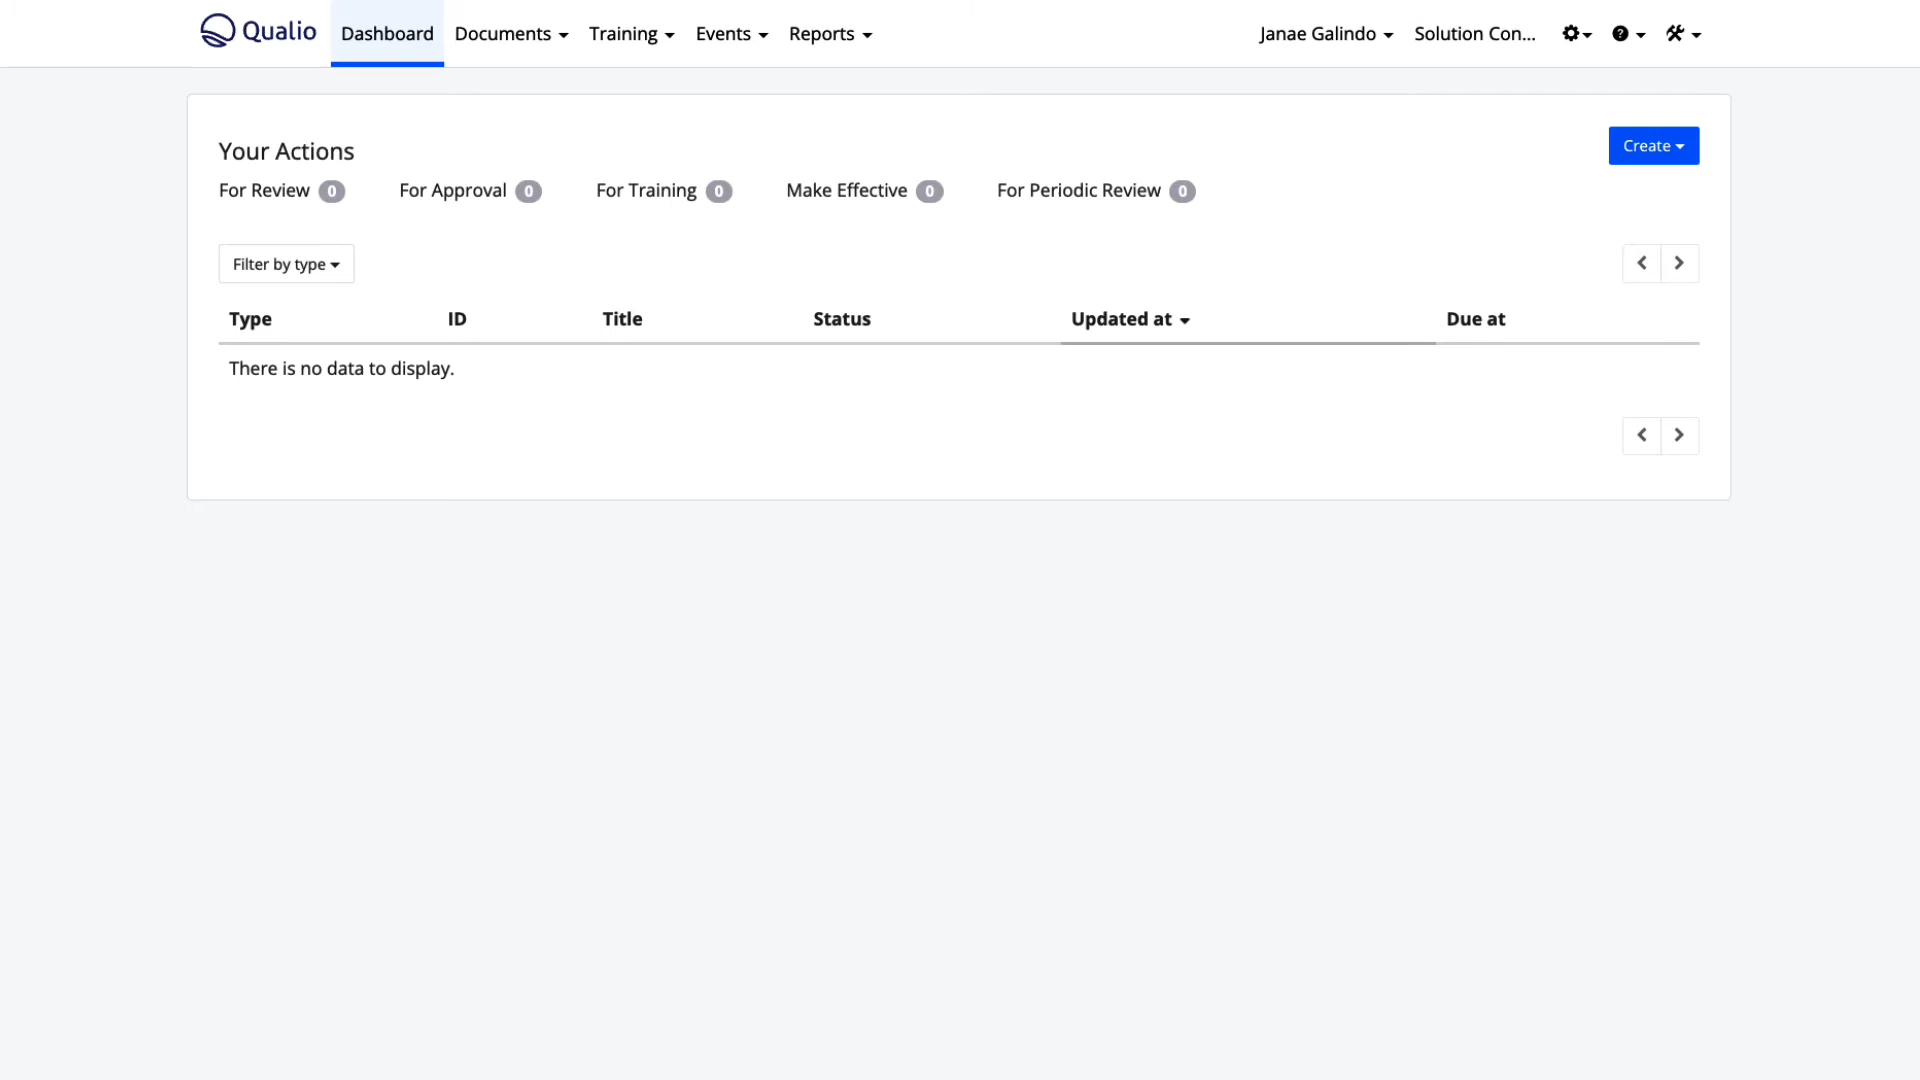 Qualio Dashboard Documents Training Events Reports Janae Galindo Solution Con...
Your Actions Create
For Review 0 For Approval 0 For Training 0 Make Effective 0 For Periodic Review 0
Filter by type
Type ID Title Status Updated at Due at
There is no data to display.